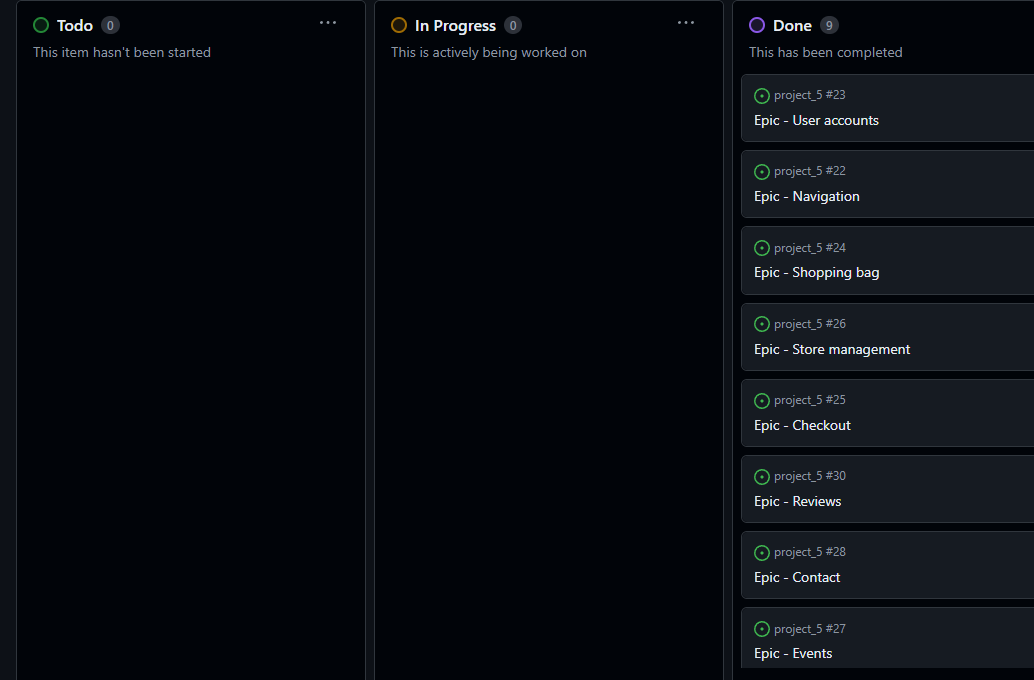 Todo 0
This item hasn't been started
In Progress 0
This is actively being worked on
Done 9
This has been completed
project_5 #23
Epic - User accounts
project_5 #22
Epic - Navigation
project_5 #24
Epic - Shopping bag
project_5 #26
Epic - Store management
project_5 #25
Epic - Checkout
project_5 #30
Epic - Reviews
project_5 #28
Epic - Contact
project_5 #27
Epic - Events